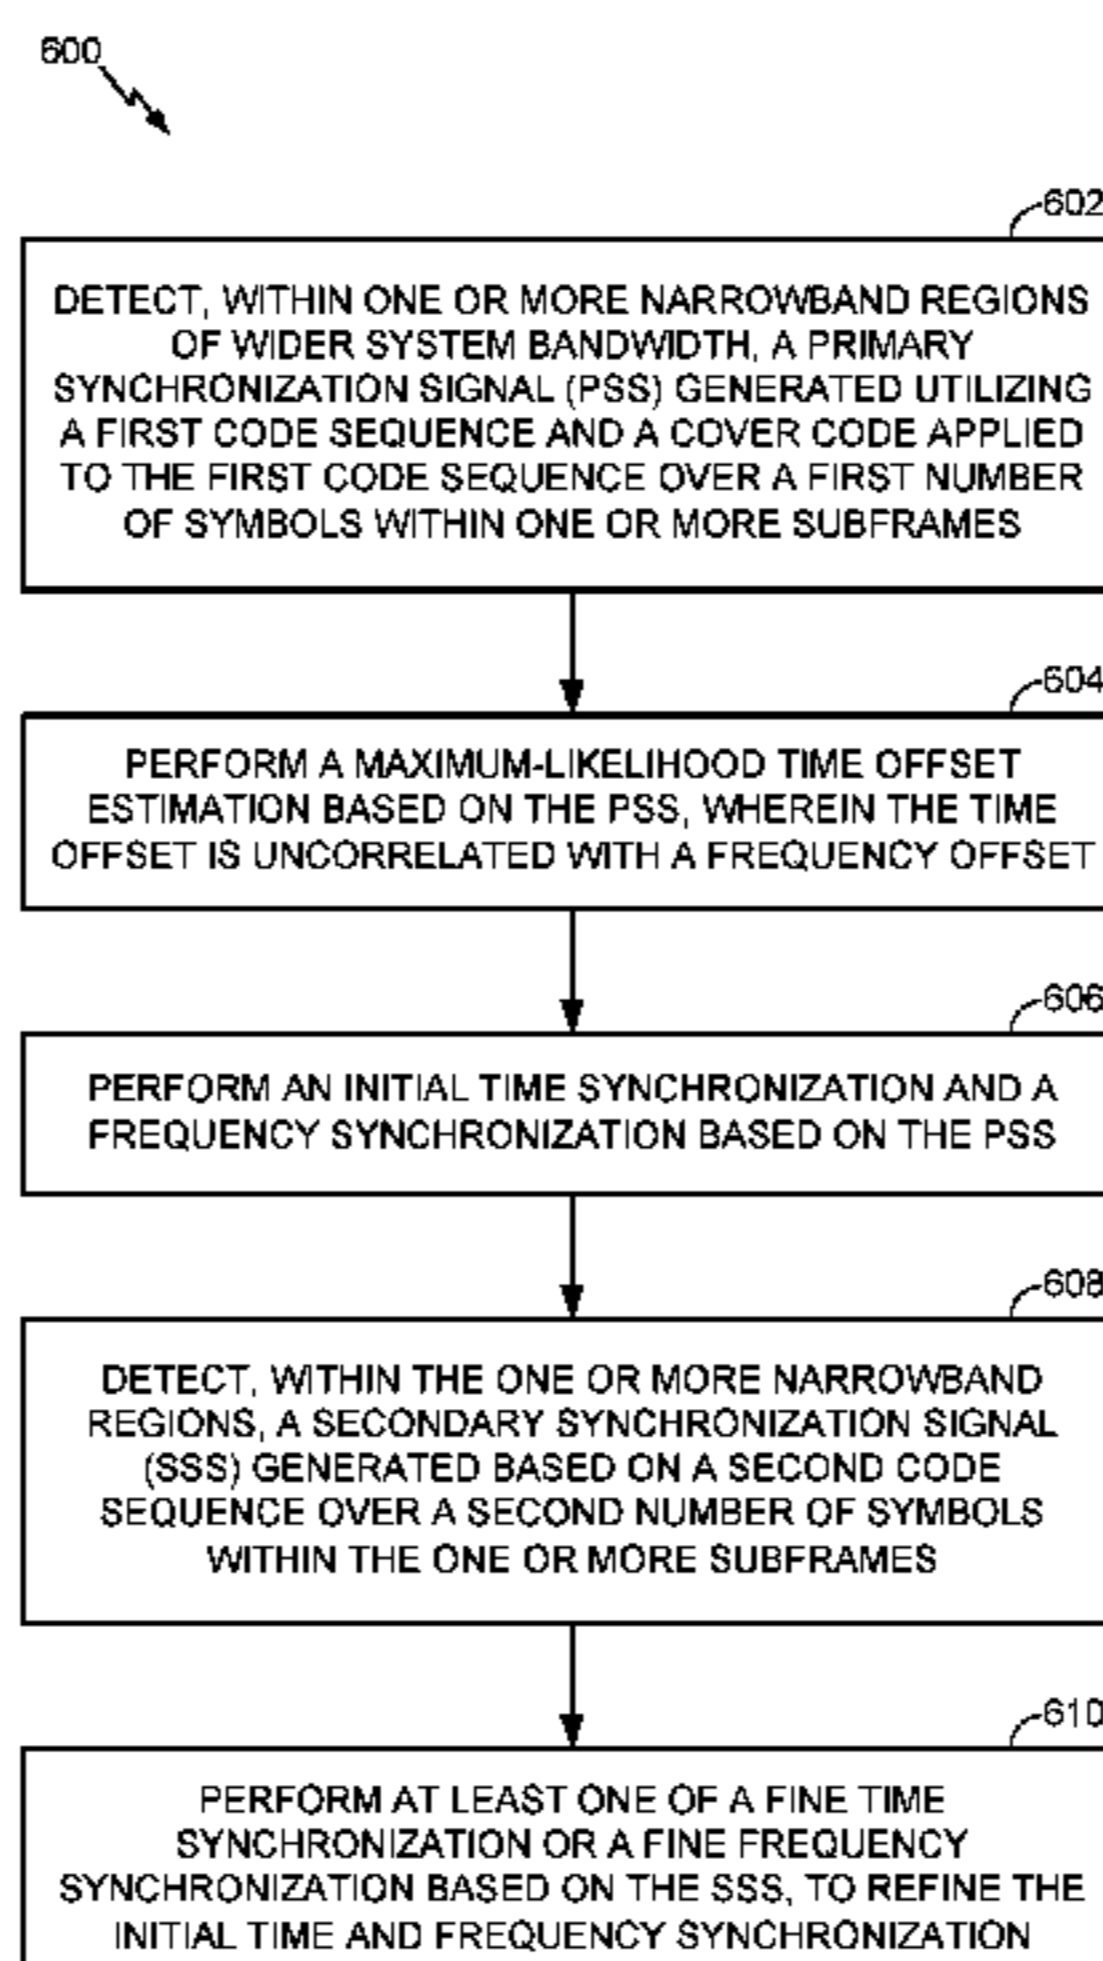 600
602
DETECT, WITHIN ONE OR MORE NARROWBAND REGIONS
OF WIDER SYSTEM BANDWIDTH, A PRIMARY
SYNCHRONIZATION SIGNAL (PSS) GENERATED UTILIZING
A FIRST CODE SEQUENCE AND A COVER CODE APPLIED
TO THE FIRST CODE SEQUENCE OVER A FIRST NUMBER
OF SYMBOLS WITHIN ONE OR MORE SUBFRAMES
604
PERFORM A MAXIMUM-LIKELIHOOD TIME OFFSET
ESTIMATION BASED ON THE PSS, WHEREIN THE TIME
OFFSET IS UNCORRELATED WITH A FREQUENCY OFFSET
606
PERFORM AN INITIAL TIME SYNCHRONIZATION AND A
FREQUENCY SYNCHRONIZATION BASED ON THE PSS
608
DETECT, WITHIN THE ONE OR MORE NARROWBAND
REGIONS, A SECONDARY SYNCHRONIZATION SIGNAL
(SSS) GENERATED BASED ON A SECOND CODE
SEQUENCE OVER A SECOND NUMBER OF SYMBOLS
WITHIN THE ONE OR MORE SUBFRAMES
610
PERFORM AT LEAST ONE OF A FINE TIME
SYNCHRONIZATION OR A FINE FREQUENCY
SYNCHRONIZATION BASED ON THE SSS, TO REFINE THE
INITIAL TIME AND FREQUENCY SYNCHRONIZATION